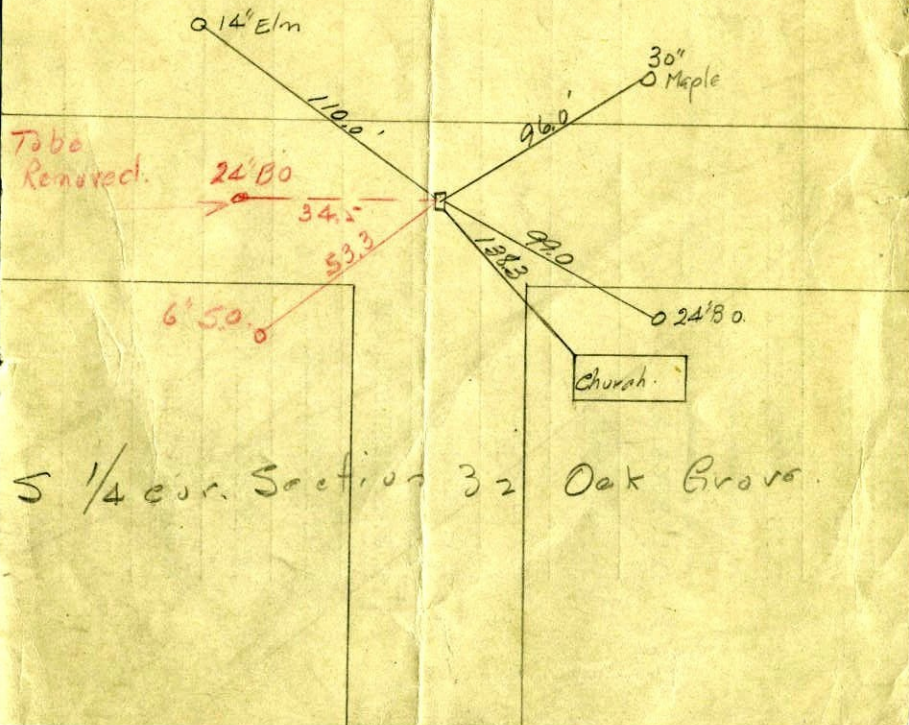 14" Elm
30"
Maple
110.0'
96.0'
To be
Removed.
24" BO
34.5
53.3
99.0
138.3
6" S.O.
24" B O.
Church.
S 1/4 cor. Section 32 Oak Grove